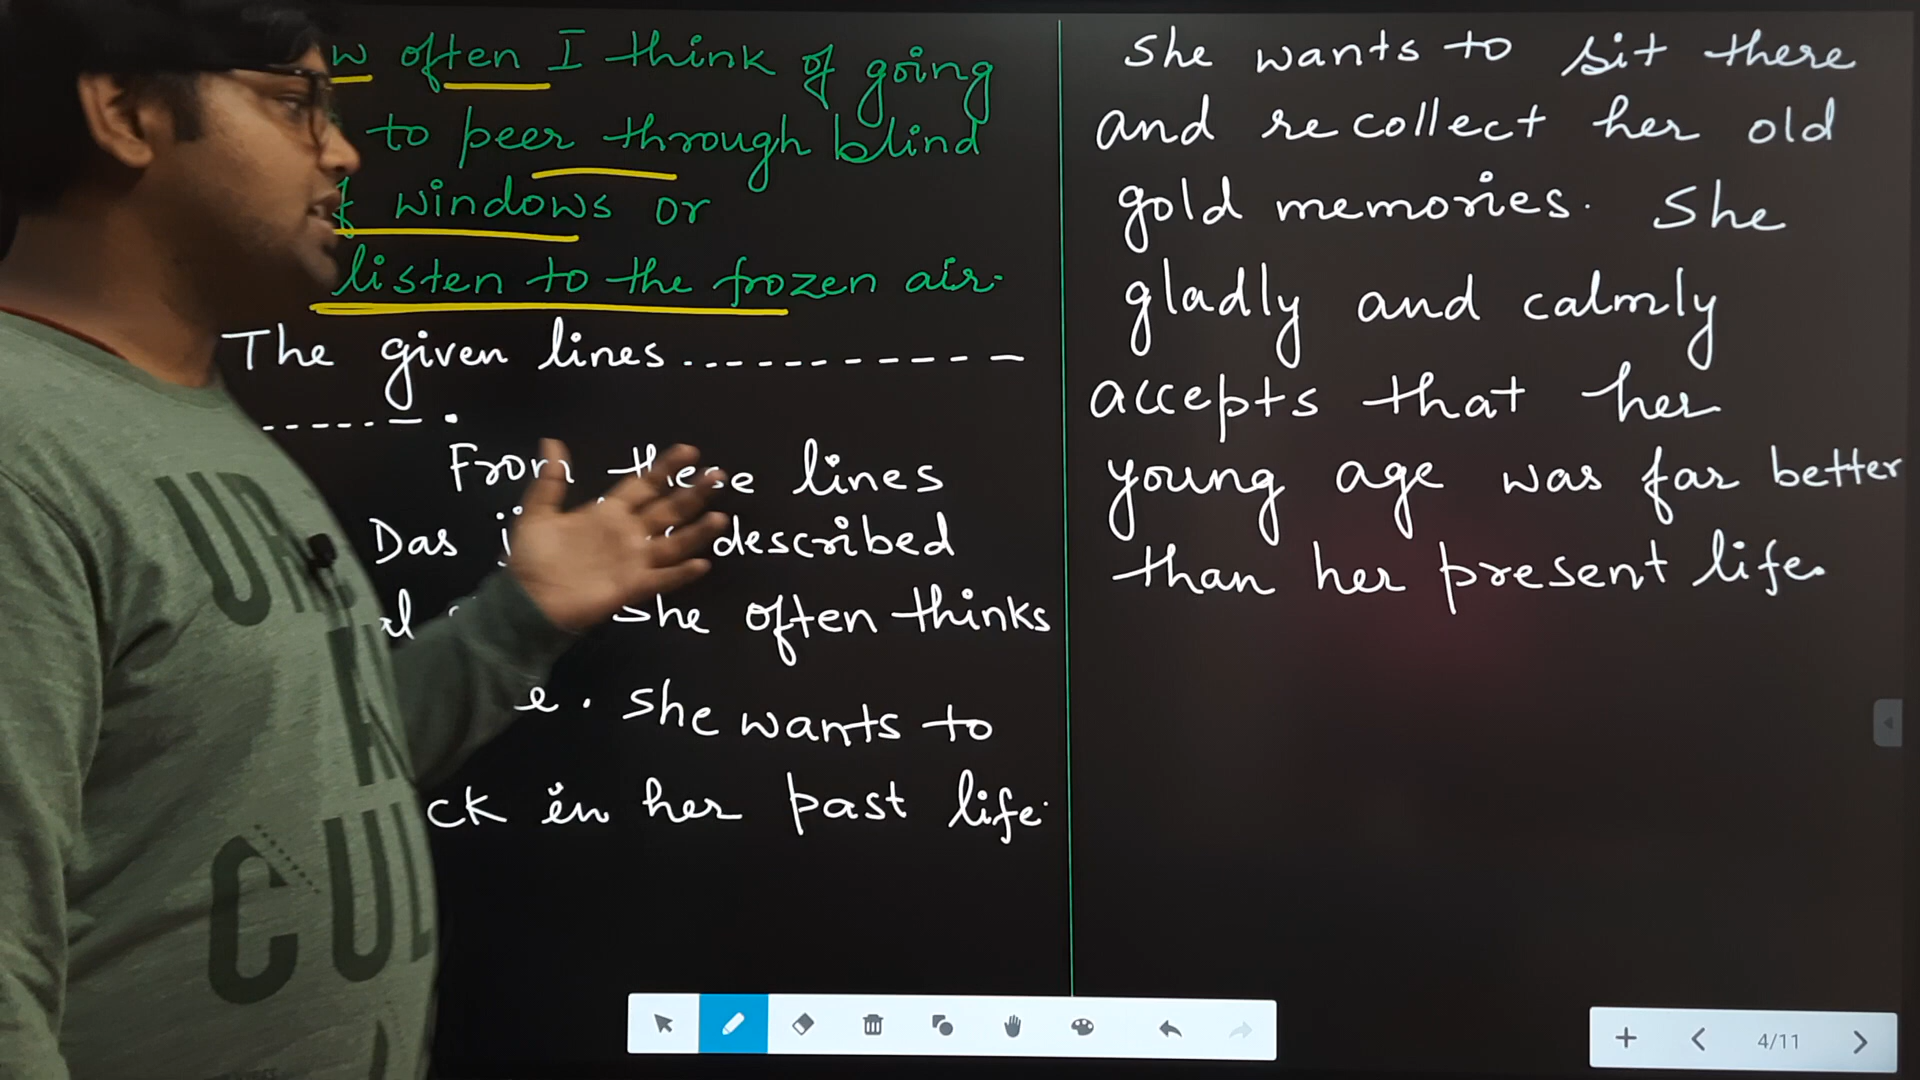 w often I think of going
to peer through blind
of windows or
listen to the frozen air.
The given lines...........
.......
From these lines
Das described
she often thinks
e. she wants to
ck in her past life.
She wants to sit there
and recollect her old
gold memories. She
gladly and calmly
accepts that her
young age was far better
than her present life.
4/11